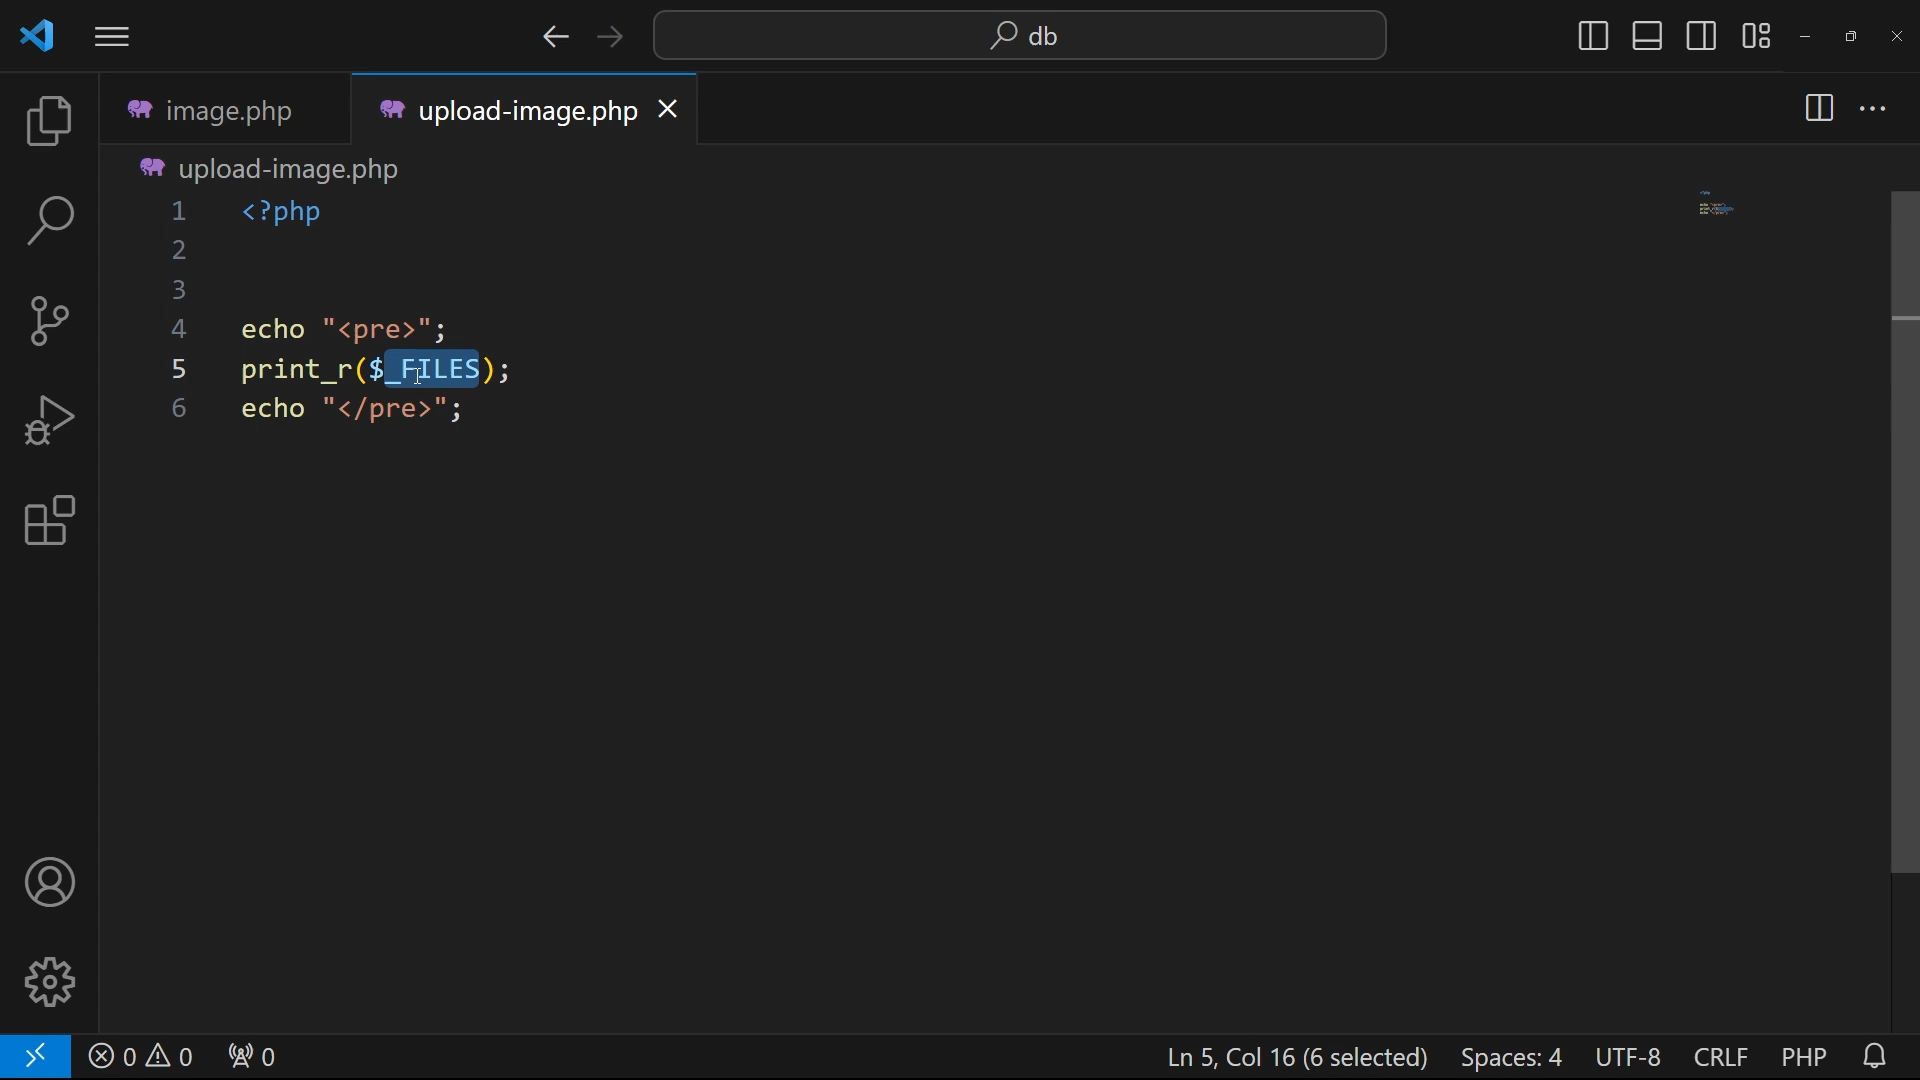 db
image.php
upload-image.php
upload-image.php
1 <?php
2
3
4 echo "<pre>";
5 print_r($_FILES);
6 echo "</pre>";
0 0 0 Ln 5, Col 16 (6 selected) Spaces: 4 UTF-8 CRLF PHP